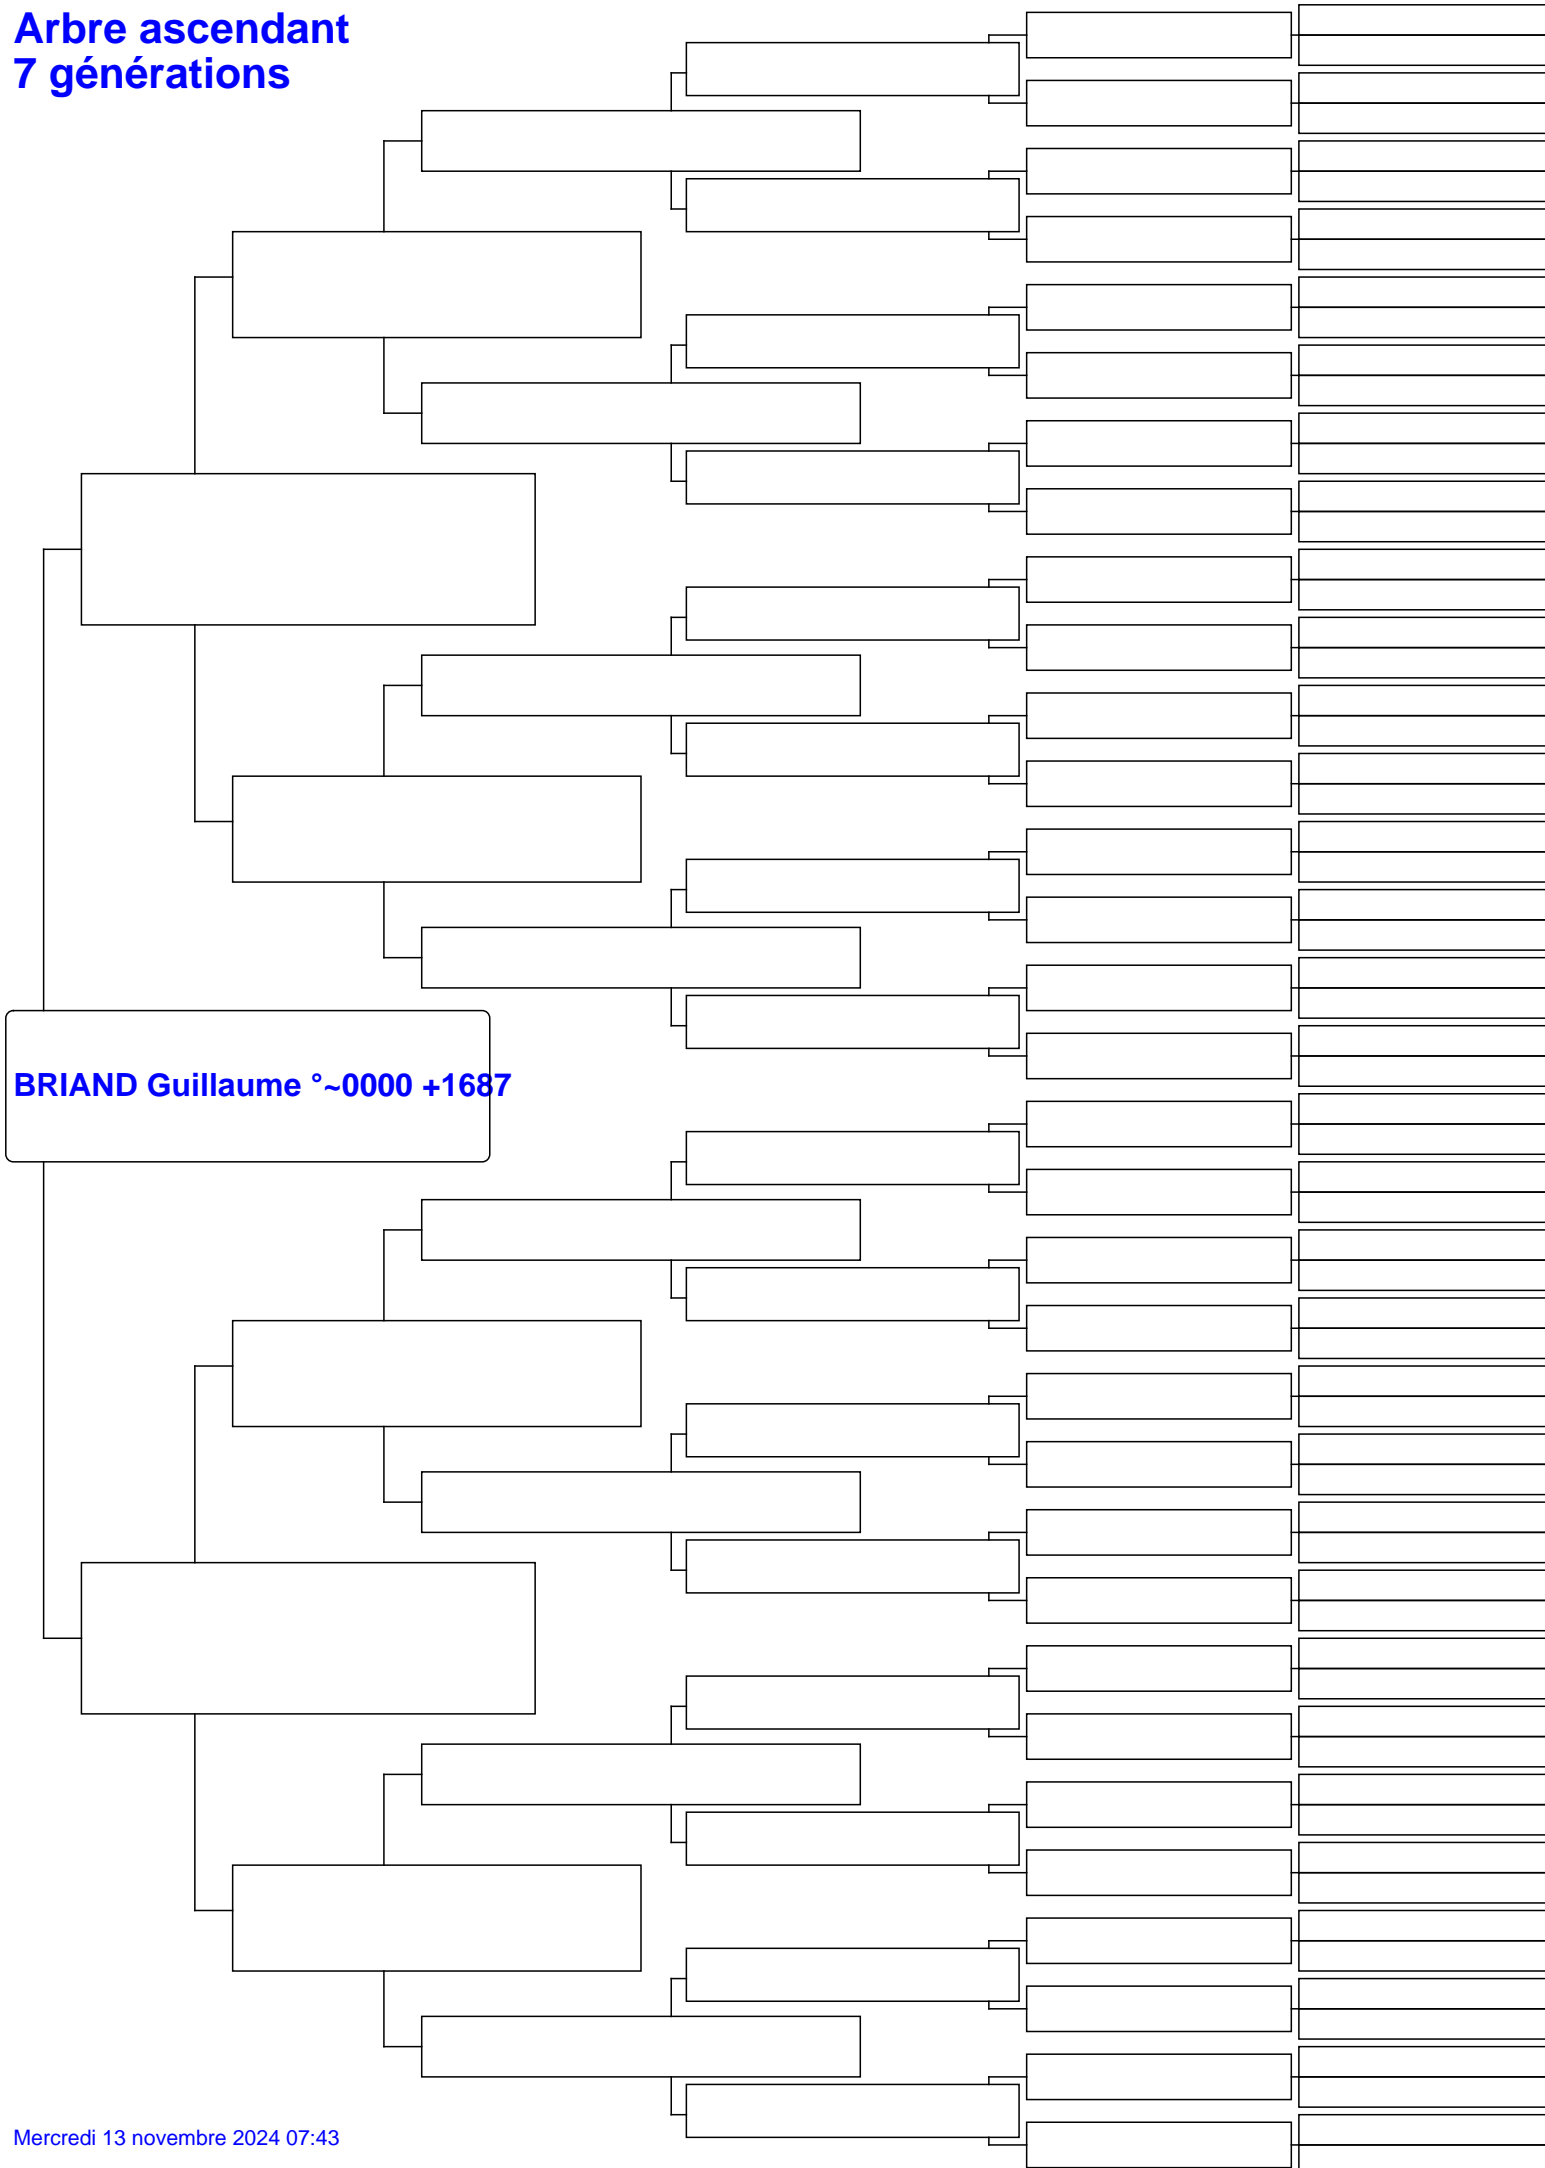 Arbre ascendant
7 générations
BRIAND Guillaume °~0000 +1687
Mercredi 13 novembre 2024 07:43